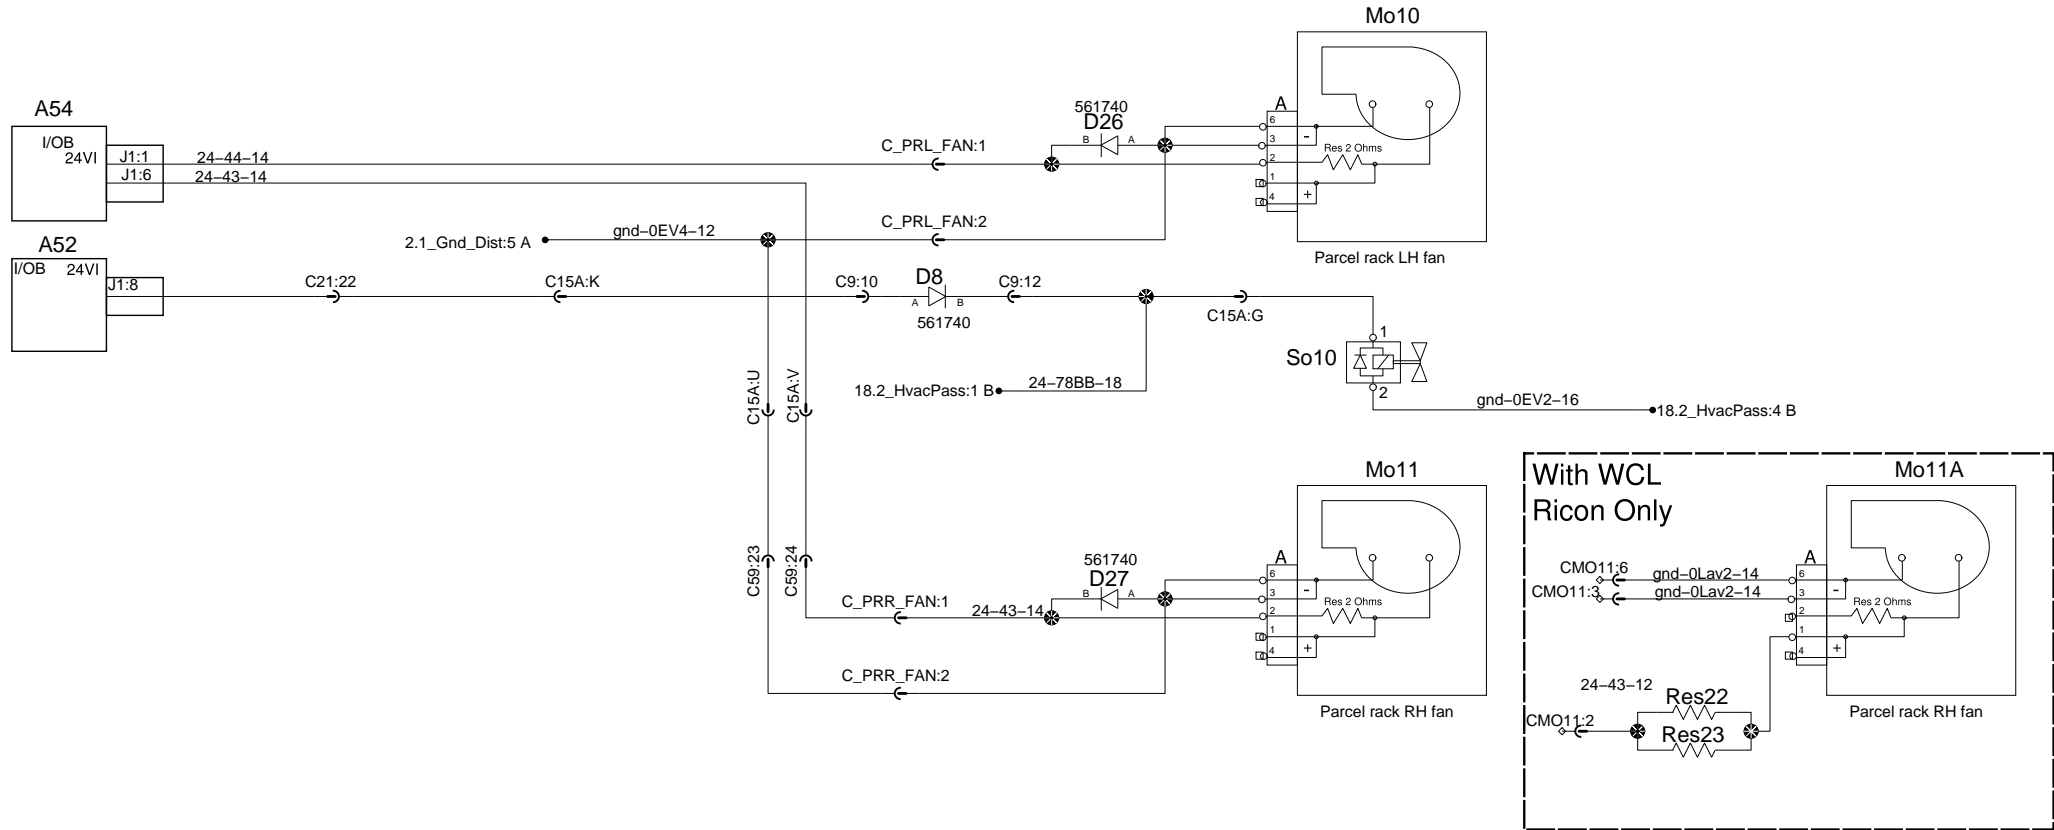 Mo10
A54
I/OB
24VI
J1:1
24-44-14
J1:6
24-43-14
C_PRL_FAN:1
561740
D26
B
A
A
6
3
2
1
4
-
Res 2 Ohms
+
C_PRL_FAN:2
Parcel rack LH fan
2.1_Gnd_Dist:5 A
gnd-0EV4-12
A52
I/OB
24VI
J1:8
C21:22
C15A:K
C9:10
D8
A
B
561740
C9:12
C15A:G
1
So10
2
18.2_HvacPass:1 B
24-78BB-18
gnd-0EV2-16
18.2_HvacPass:4 B
C15A:U
C15A:V
C59:23
C59:24
Mo11
561740
D27
B
A
C_PRR_FAN:1
24-43-14
A
6
3
2
1
4
-
Res 2 Ohms
+
C_PRR_FAN:2
Parcel rack RH fan
With WCL
Ricon Only
Mo11A
CMO11:6
gnd-0Lav2-14
CMO11:3
gnd-0Lav2-14
A
6
3
2
1
4
-
Res 2 Ohms
+
24-43-12
Res22
CMO11:2
Res23
Parcel rack RH fan